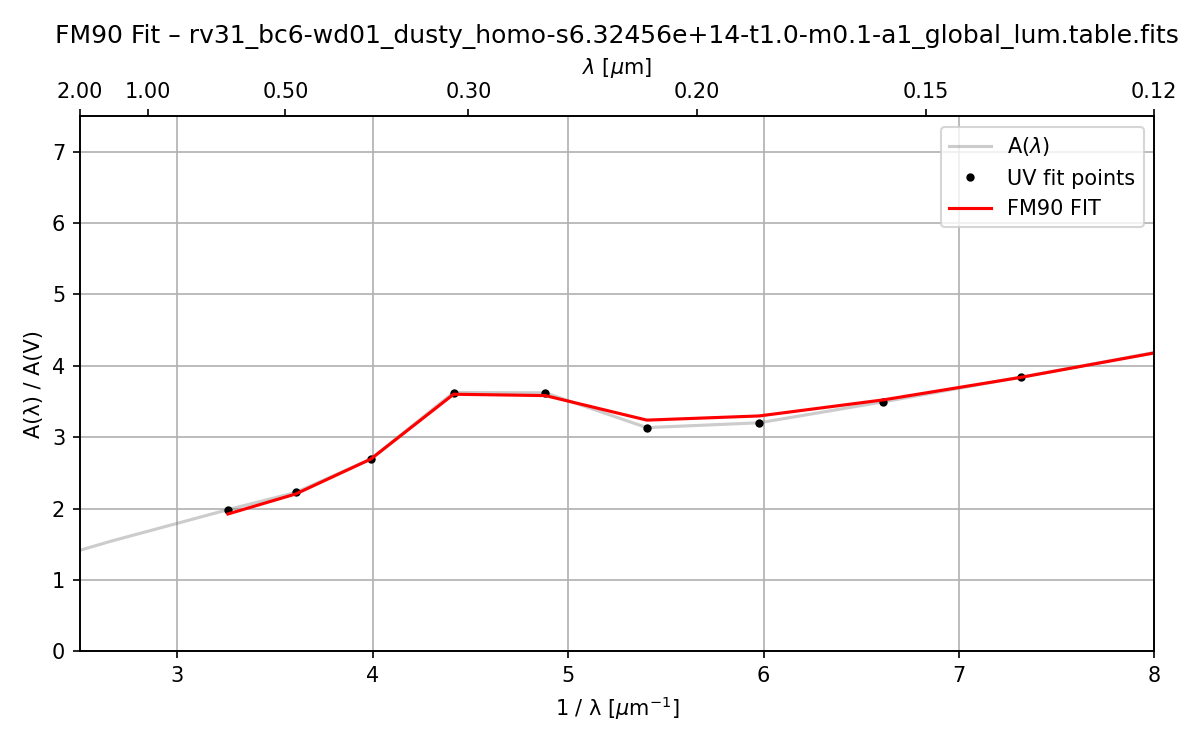 FM90 Fit – rv31_bc6-wd01_dusty_homo-s6.32456e+14-t1.0-m0.1-a1_global_lum.table.fits
λ [μm]
2.00 1.00 0.50 0.30 0.20 0.15 0.12
A(λ)
UV fit points
FM90 FIT
A(λ) / A(V)
7
6
5
4
3
2
1
0
3 4 5 6 7 8
1 / λ [μm⁻¹]